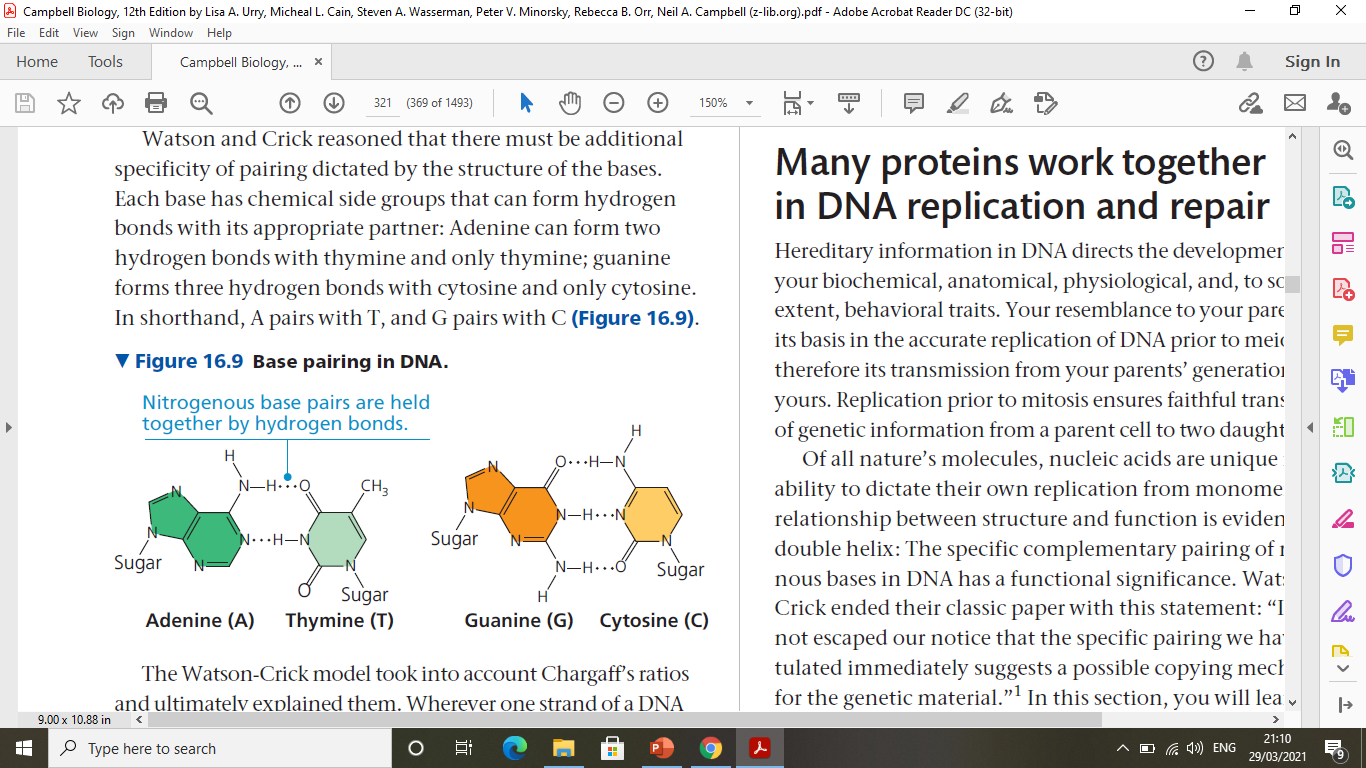 Campbell Biology, 12th Edition by Lisa A. Urry, Micheal L. Cain, Steven A. Wasserman, Peter V. Minorsky, Rebecca B. Orr, Neil A. Campbell (z-lib.org).pdf - Adobe Acrobat Reader DC (32-bit)
File Edit View Sign Window Help
Home Tools Campbell Biology, ... × ? Sign In
321 (369 of 1493) 150%
Watson and Crick reasoned that there must be additional
specificity of pairing dictated by the structure of the bases.
Each base has chemical side groups that can form hydrogen
bonds with its appropriate partner: Adenine can form two
hydrogen bonds with thymine and only thymine; guanine
forms three hydrogen bonds with cytosine and only cytosine.
In shorthand, A pairs with T, and G pairs with C (Figure 16.9).
▼ Figure 16.9 Base pairing in DNA.
Nitrogenous base pairs are held
together by hydrogen bonds.
H
N
N
N
N
N
H
O
H
N
N
O
CH3
Sugar
Sugar
Adenine (A) Thymine (T)
H
N
N
N
N
N
O
H
H
H
H
N
N
N
O
Sugar
Sugar
Guanine (G) Cytosine (C)
The Watson-Crick model took into account Chargaff's ratios
and ultimately explained them. Wherever one strand of a DNA
Many proteins work together
in DNA replication and repair
Hereditary information in DNA directs the developmen
your biochemical, anatomical, physiological, and, to so
extent, behavioral traits. Your resemblance to your pare
its basis in the accurate replication of DNA prior to meio
therefore its transmission from your parents' generation
yours. Replication prior to mitosis ensures faithful trans
of genetic information from a parent cell to two daught
Of all nature's molecules, nucleic acids are unique
ability to dictate their own replication from monome
relationship between structure and function is eviden
double helix: The specific complementary pairing of
nous bases in DNA has a functional significance. Wats
Crick ended their classic paper with this statement: “I
not escaped our notice that the specific pairing we hav
tulated immediately suggests a possible copying mech
for the genetic material.”1 In this section, you will lea
9.00 x 10.88 in
Type here to search
ENG
21:10
29/03/2021
9